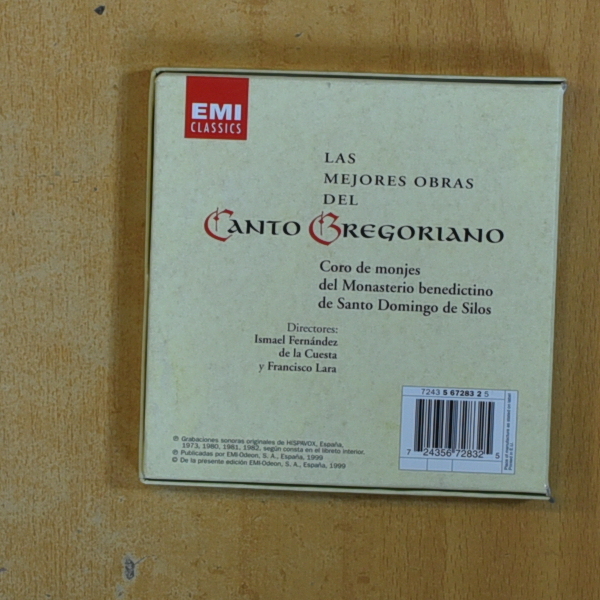 EMI
CLASSICS
LAS
MEJORES OBRAS
DEL
CANTO GREGORIANO
Coro de monjes
del Monasterio benedictino
de Santo Domingo de Silos
Directores:
Ismael Fernández
de la Cuesta
y Francisco Lara
7243 5 67283 2 5
7 24356 72832 5
℗ Grabaciones sonoras originales de HISPAVOX, España,
1973, 1980, 1981, 1982, según consta en el libreto interior.
℗ Publicadas por EMI-Odeon, S. A., España, 1999
© De la presente edición EMI-Odeon, S. A., España, 1999